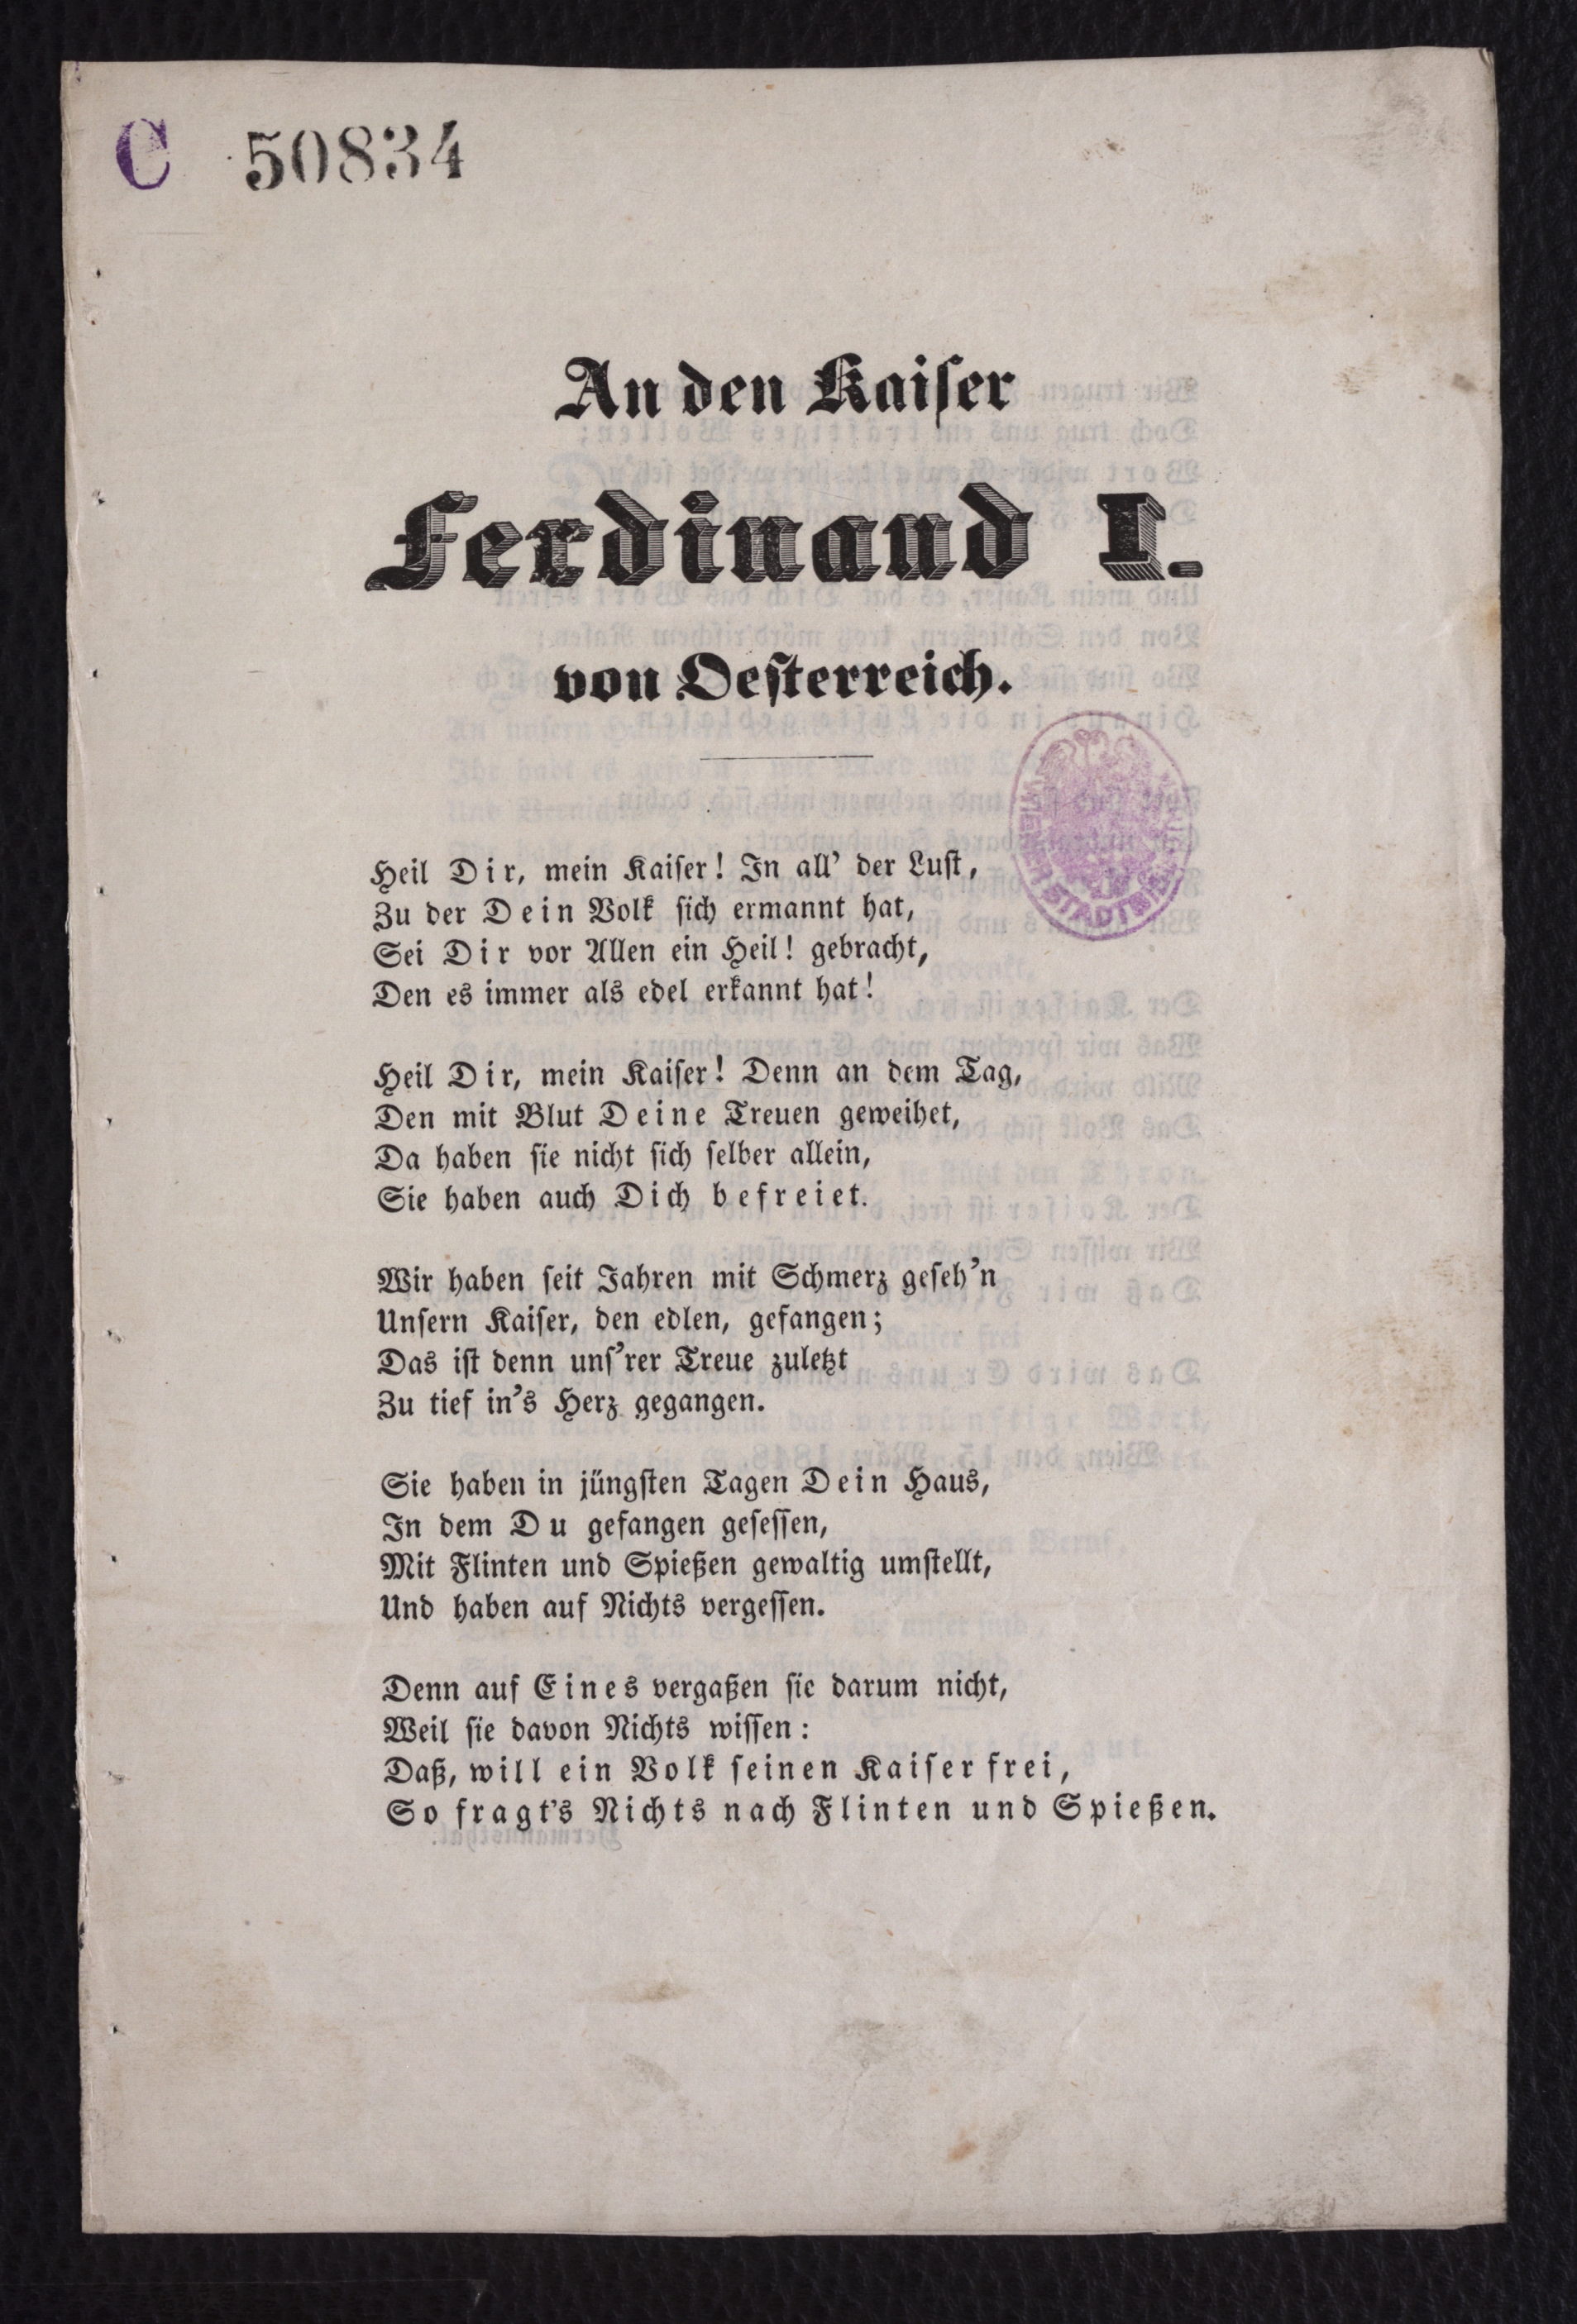 C 50834
An den Kaiser
Ferdinand I.
von Oesterreich.
Heil Dir, mein Kaiser! In all' der Lust,
Zu der Dein Volk sich ermannt hat,
Sei Dir vor Allen ein Heil! gebracht,
Den es immer als edel erkannt hat!
Heil Dir, mein Kaiser! Denn an dem Tag,
Den mit Blut Deine Treuen geweihet,
Da haben sie nicht sich selber allein,
Sie haben auch Dich befreiet.
Wir haben seit Jahren mit Schmerz geseh'n
Unsern Kaiser, den edlen, gefangen;
Das ist denn uns'rer Treue zuletzt
Zu tief in's Herz gegangen.
Sie haben in jüngsten Tagen Dein Haus,
In dem Du gefangen gesessen,
Mit Flinten und Spießen gewaltig umstellt,
Und haben auf Nichts vergessen.
Denn auf Eines vergaßen sie darum nicht,
Weil sie davon Nichts wissen:
Daß, will ein Volk seinen Kaiser frei,
So fragt's Nichts nach Flinten und Spießen.